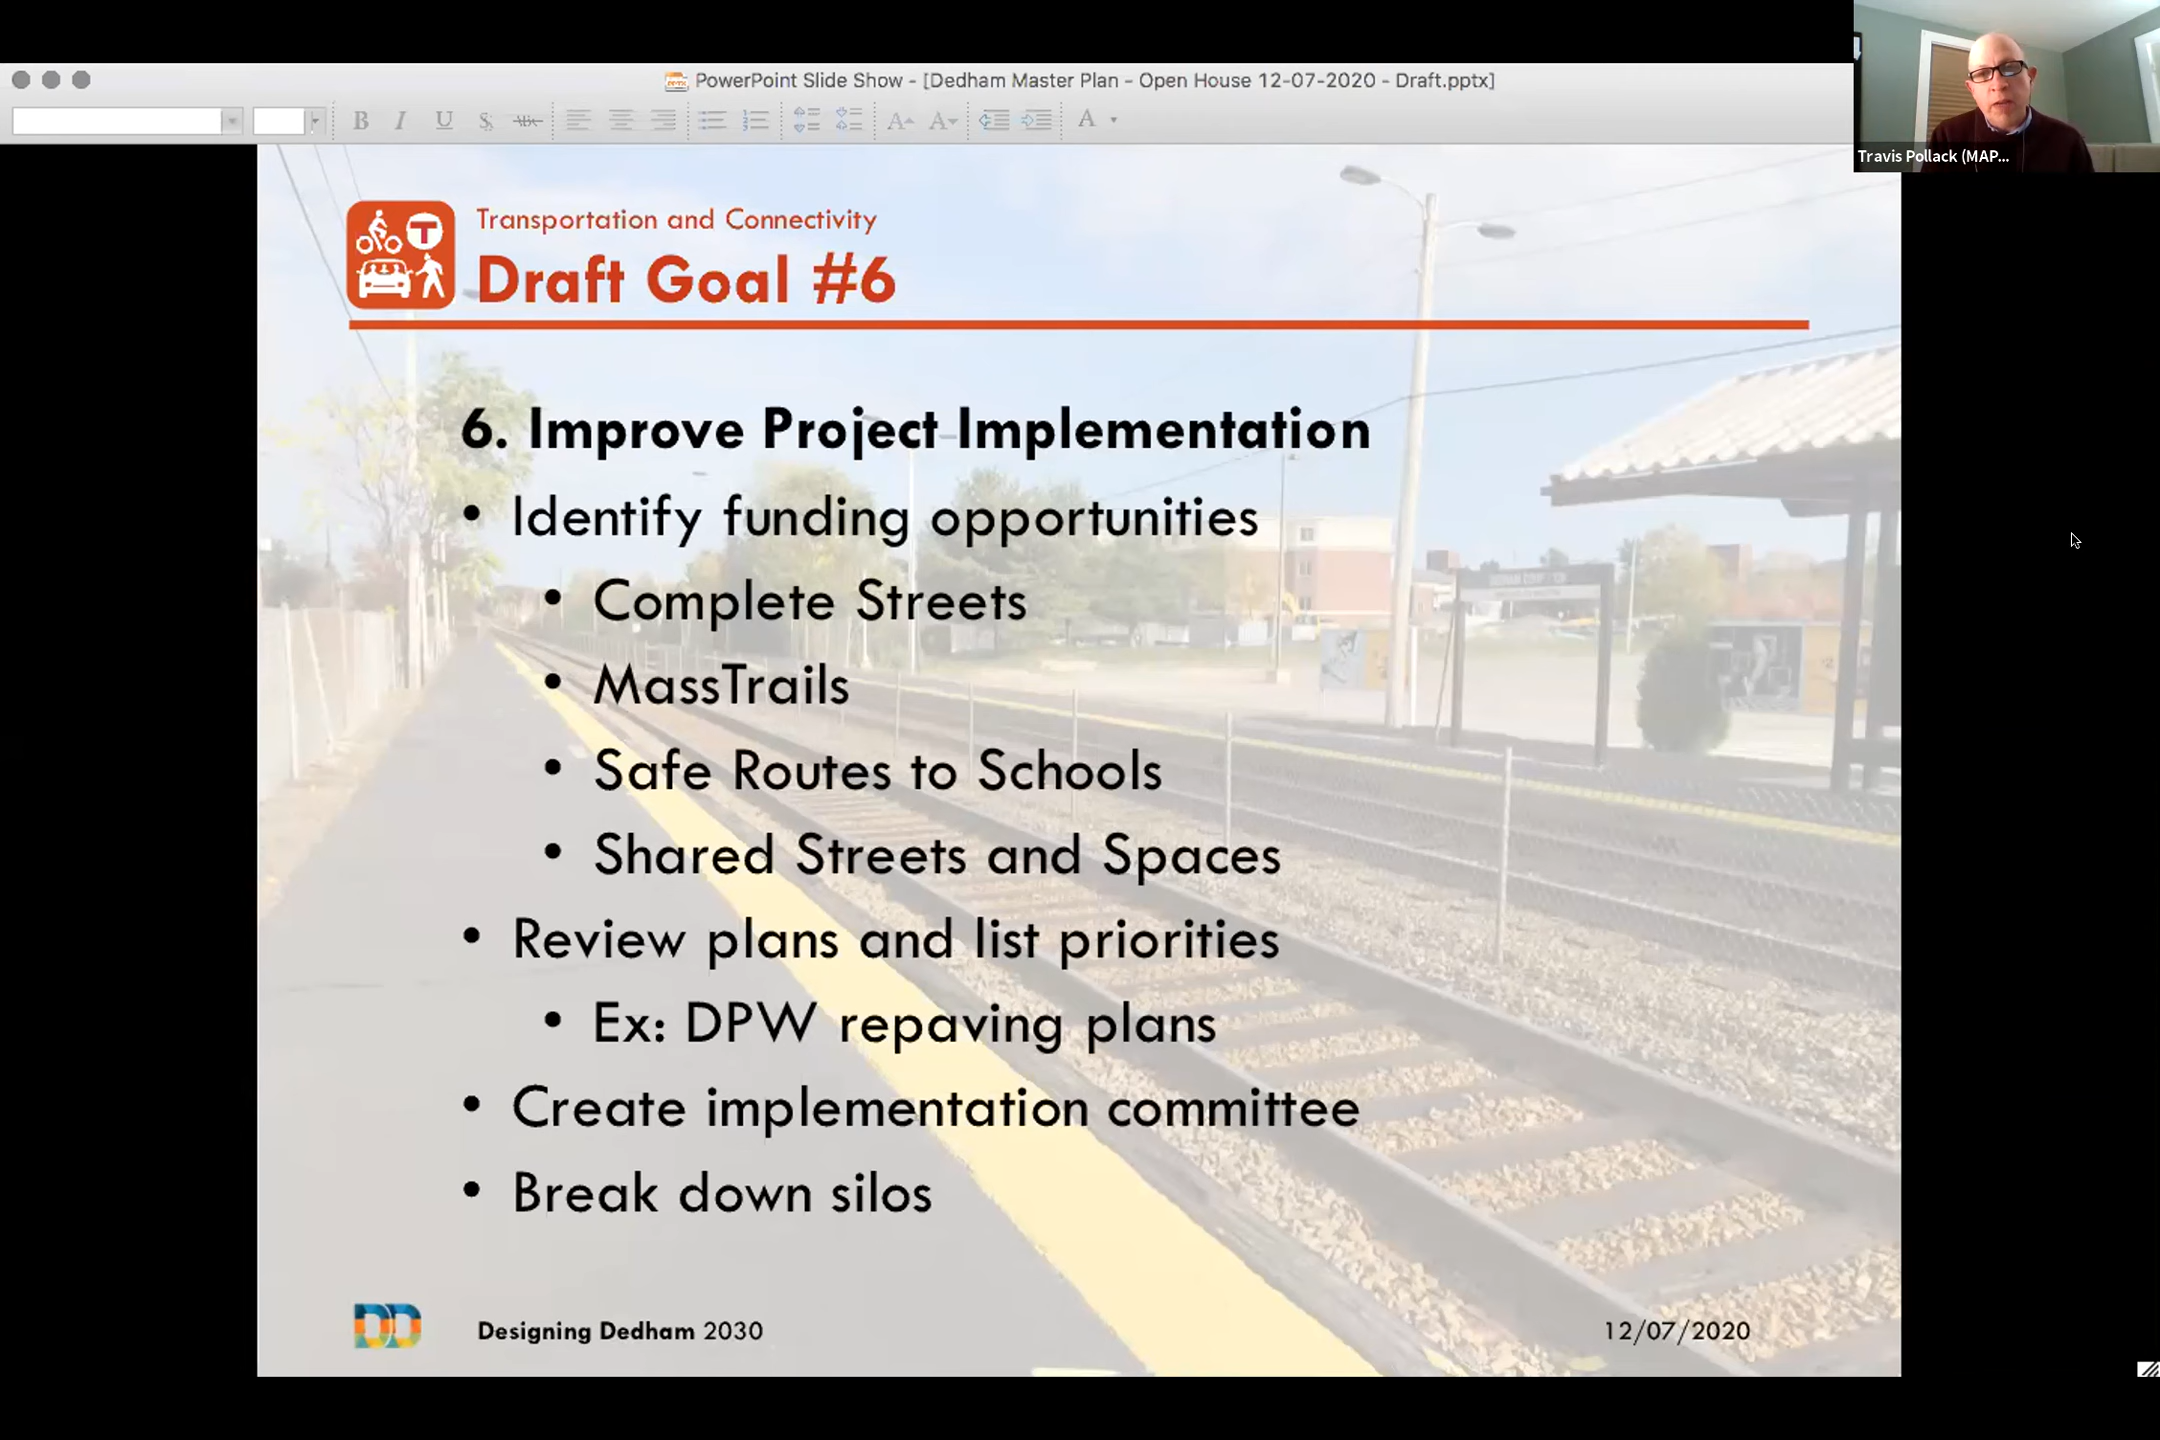 PowerPoint Slide Show - [Dedham Master Plan - Open House 12-07-2020 - Draft.pptx]
B I U S ABC
A A
A
Travis Pollack (MAP...
T
Transportation and Connectivity
Draft Goal #6
6. Improve Project Implementation
• Identify funding opportunities
• Complete Streets
• MassTrails
• Safe Routes to Schools
• Shared Streets and Spaces
• Review plans and list priorities
• Ex: DPW repaving plans
• Create implementation committee
• Break down silos
DD
Designing Dedham 2030
12/07/2020